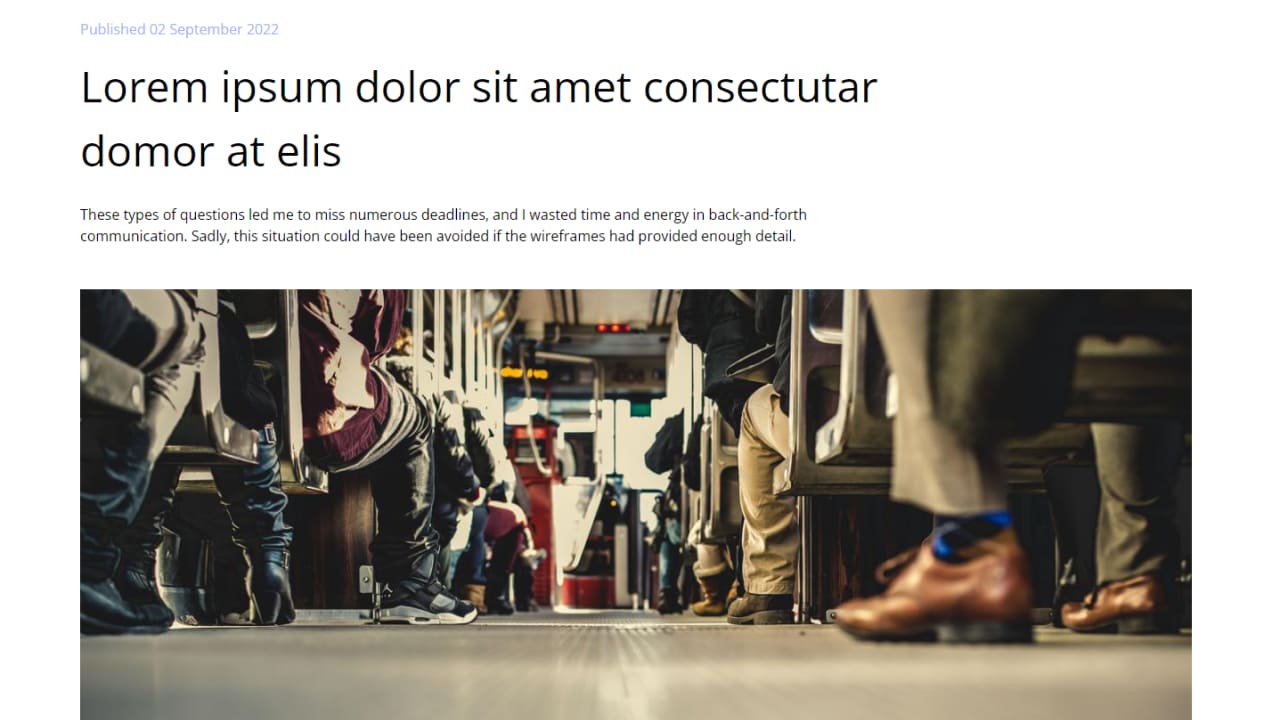 Published 02 September 2022
Lorem ipsum dolor sit amet consectutar
domor at elis
These types of questions led me to miss numerous deadlines, and I wasted time and energy in back-and-forth
communication. Sadly, this situation could have been avoided if the wireframes had provided enough detail.